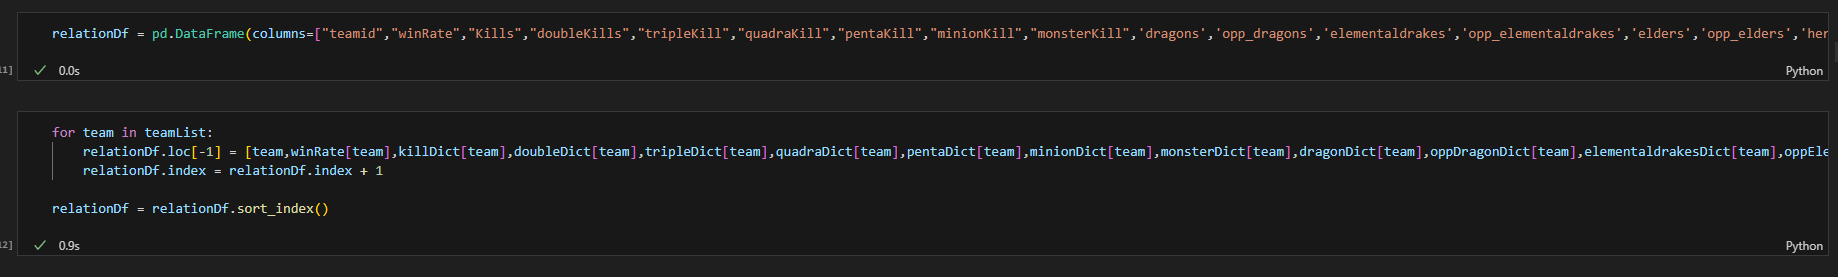 relationDf = pd.DataFrame(columns=["teamid","winRate","Kills","doubleKills","tripleKill","quadraKill","pentaKill","minionKill","monsterKill",'dragons','opp_dragons','elementaldrakes','opp_elementaldrakes','elders','opp_elders','her
11] 0.0s Python
for team in teamList:
relationDf.loc[-1] = [team,winRate[team],killDict[team],doubleDict[team],tripleDict[team],quadraDict[team],pentaDict[team],minionDict[team],monsterDict[team],dragonDict[team],oppDragonDict[team],elementaldrakesDict[team],oppEle
relationDf.index = relationDf.index + 1
relationDf = relationDf.sort_index()
12] 0.9s Python